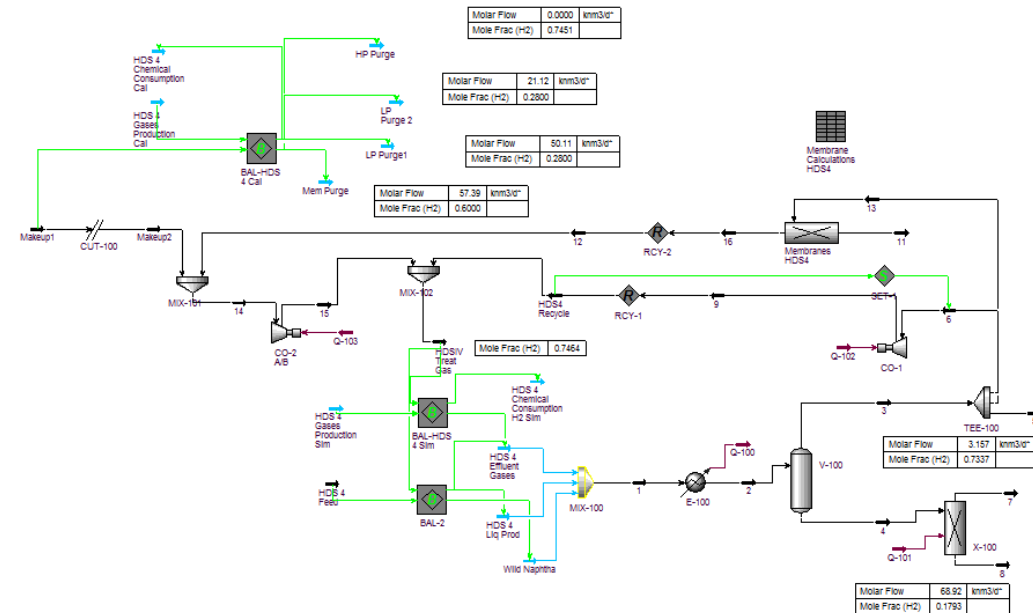 Molar Flow 0.0000 knm3/d*
Mole Frac (H2) 0.7451
HDS 4
Chemical
Consumption
Cal
HP Purge
Molar Flow 21.12 knm3/d*
Mole Frac (H2) 0.2800
HDS 4
Gases
Production
Cal
LP
Purge 2
Molar Flow 50.11 knm3/d*
Mole Frac (H2) 0.2800
LP Purge1
BAL-HDS
4 Cal
Mem Purge
Membrane
Calculations
HDS4
Molar Flow 57.39 knm3/d*
Mole Frac (H2) 0.6000
Makeup1
CUT-100
Makeup2
12
RCY-2
16
Membranes
HDS4
13
11
MIX-101
14
15
MIX-102
CO-2
A/B
Q-103
HDS4
Recycle
RCY-1
9
SET-1
6
Q-102
CO-1
HDSIV
Treat
Gas
Mole Frac (H2) 0.7464
HDS 4
Chemical
Consumption
H2 Sim
HDS 4
Gases
Production
Sim
BAL-HDS
4 Sim
HDS 4
Effluent
Gases
HDS 4
Feed
BAL-2
HDS 4
Liq Prod
Wild Naphtha
MIX-100
1
E-100
Q-100
2
V-100
3
TEE-100
Molar Flow 3.157 knm3/d*
Mole Frac (H2) 0.7337
4
Q-101
X-100
7
8
Molar Flow 68.92 knm3/d*
Mole Frac (H2) 0.1793